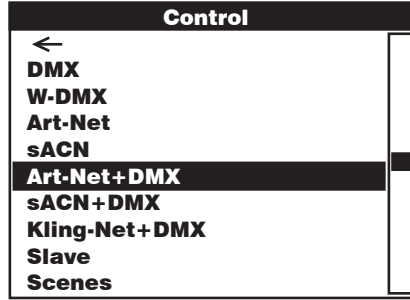 Control
←
DMX
W-DMX
Art-Net
sACN
Art-Net+DMX
sACN+DMX
Kling-Net+DMX
Slave
Scenes